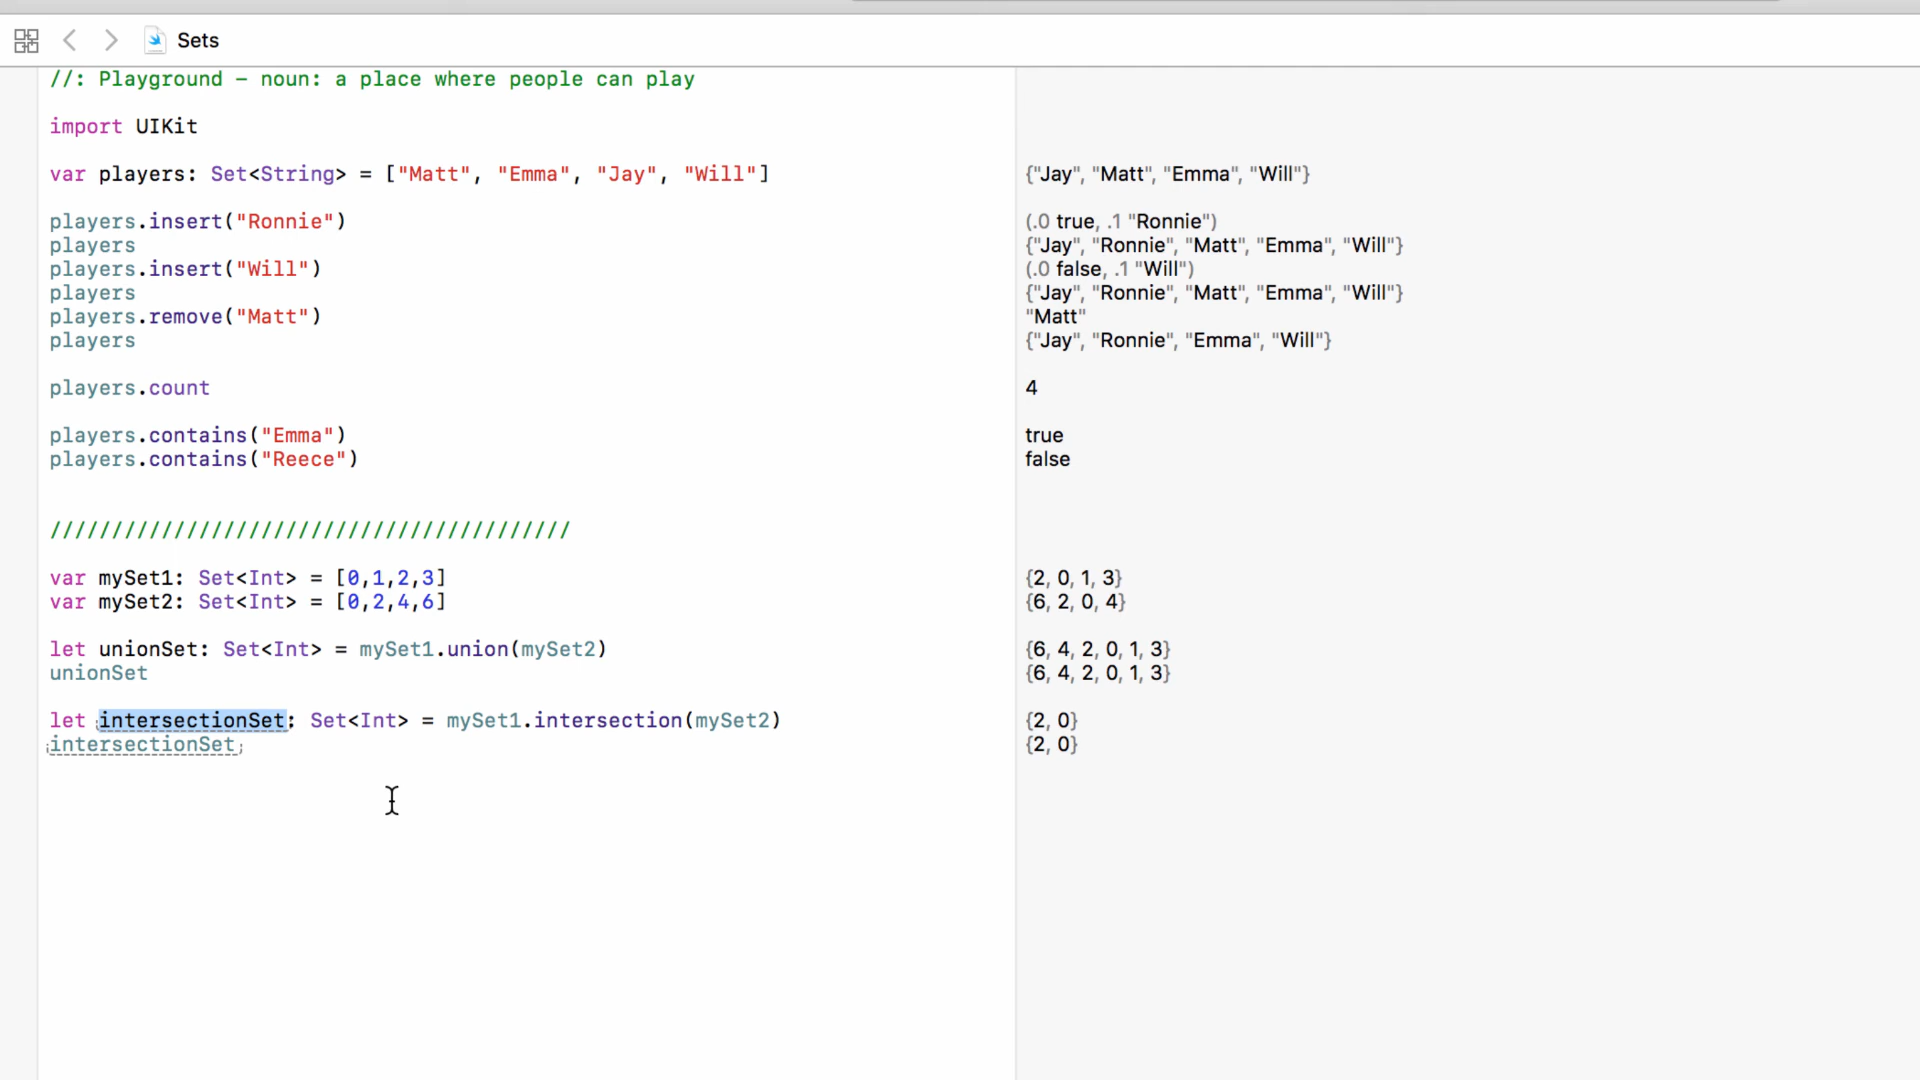 Sets
//: Playground – noun: a place where people can play
import UIKit
var players: Set<String> = ["Matt", "Emma", "Jay", "Will"]
{"Jay", "Matt", "Emma", "Will"}
players.insert("Ronnie")
(.0 true, .1 "Ronnie")
players
{"Jay", "Ronnie", "Matt", "Emma", "Will"}
players.insert("Will")
(.0 false, .1 "Will")
players
{"Jay", "Ronnie", "Matt", "Emma", "Will"}
players.remove("Matt")
"Matt"
players
{"Jay", "Ronnie", "Emma", "Will"}
players.count
4
players.contains("Emma")
true
players.contains("Reece")
false
//////////////////////////////////////////
var mySet1: Set<Int> = [0,1,2,3]
{2, 0, 1, 3}
var mySet2: Set<Int> = [0,2,4,6]
{6, 2, 0, 4}
let unionSet: Set<Int> = mySet1.union(mySet2)
{6, 4, 2, 0, 1, 3}
unionSet
{6, 4, 2, 0, 1, 3}
let intersectionSet: Set<Int> = mySet1.intersection(mySet2)
{2, 0}
intersectionSet
{2, 0}